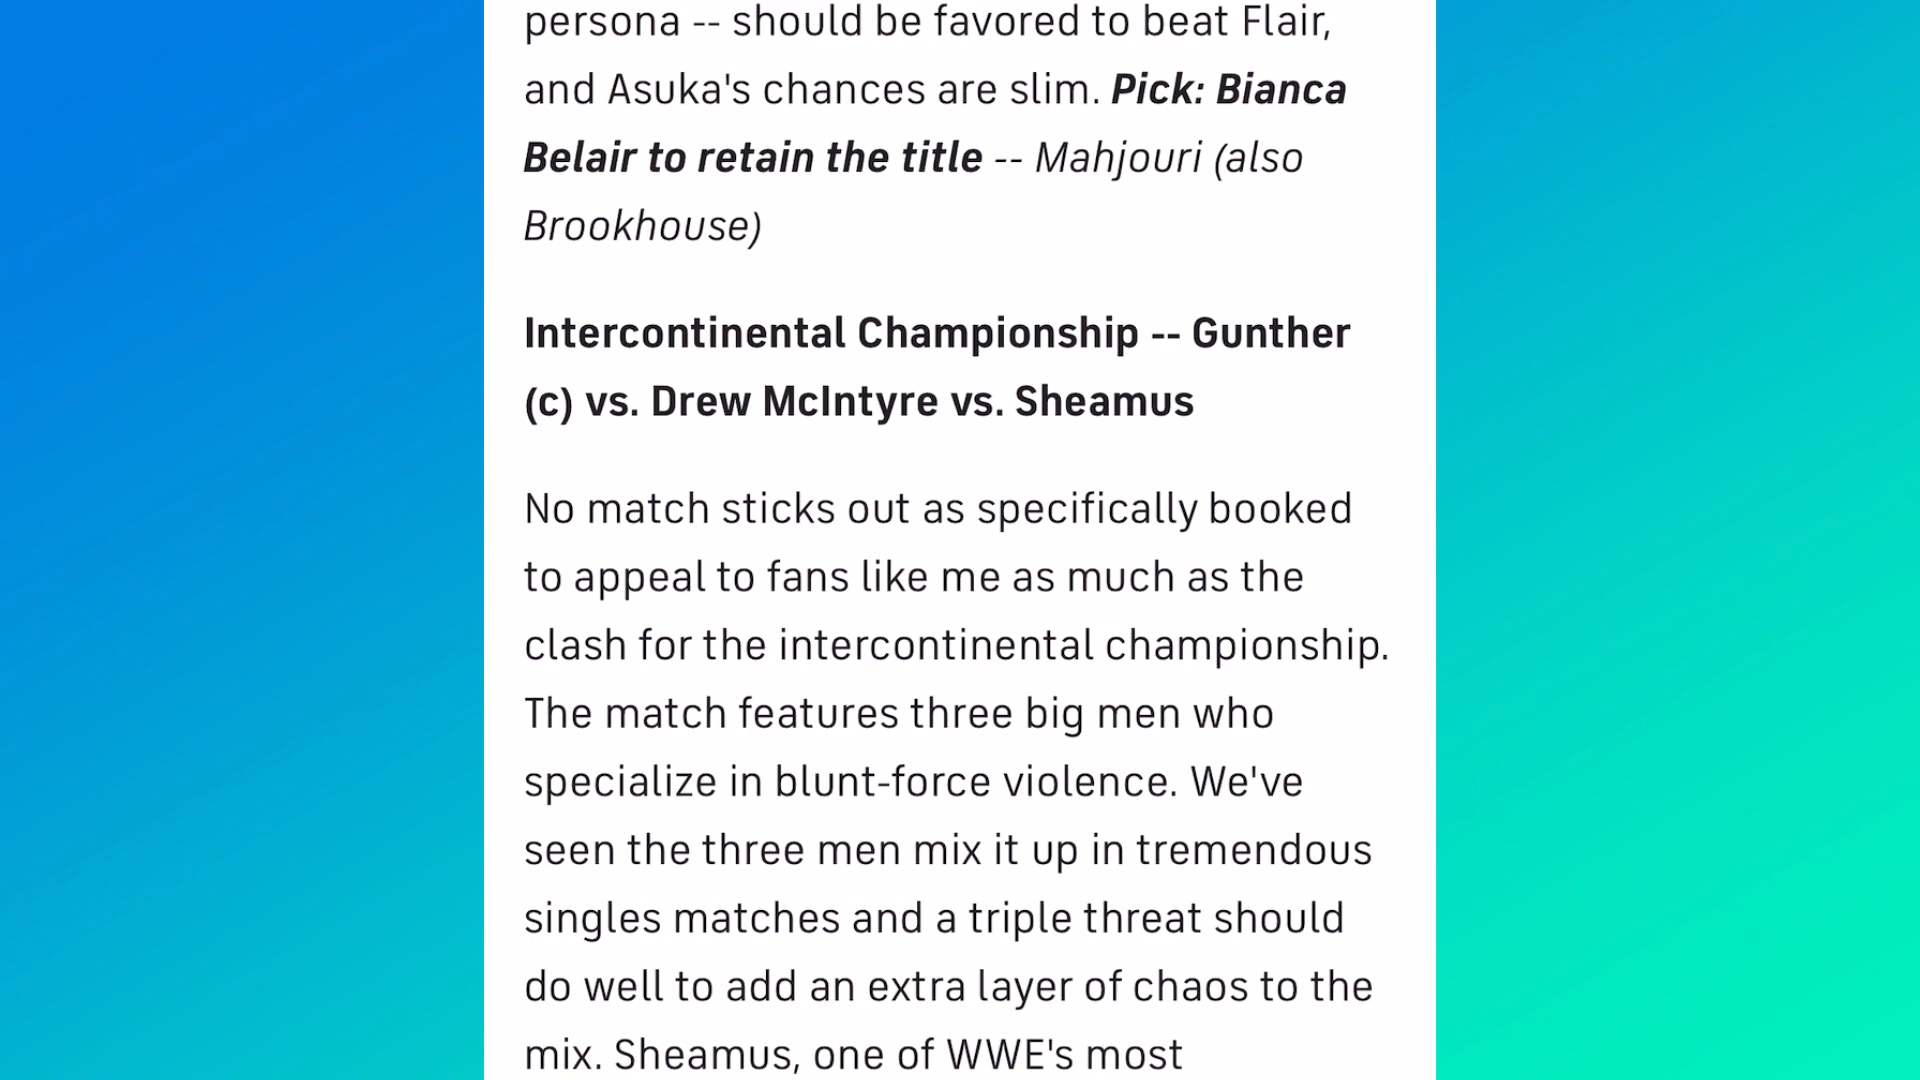 persona -- should be favored to beat Flair,
and Asuka's chances are slim. Pick: Bianca
Belair to retain the title -- Mahjouri (also
Brookhouse)
Intercontinental Championship -- Gunther
(c) vs. Drew McIntyre vs. Sheamus
No match sticks out as specifically booked
to appeal to fans like me as much as the
clash for the intercontinental championship.
The match features three big men who
specialize in blunt-force violence. We've
seen the three men mix it up in tremendous
singles matches and a triple threat should
do well to add an extra layer of chaos to the
mix. Sheamus, one of WWE's most